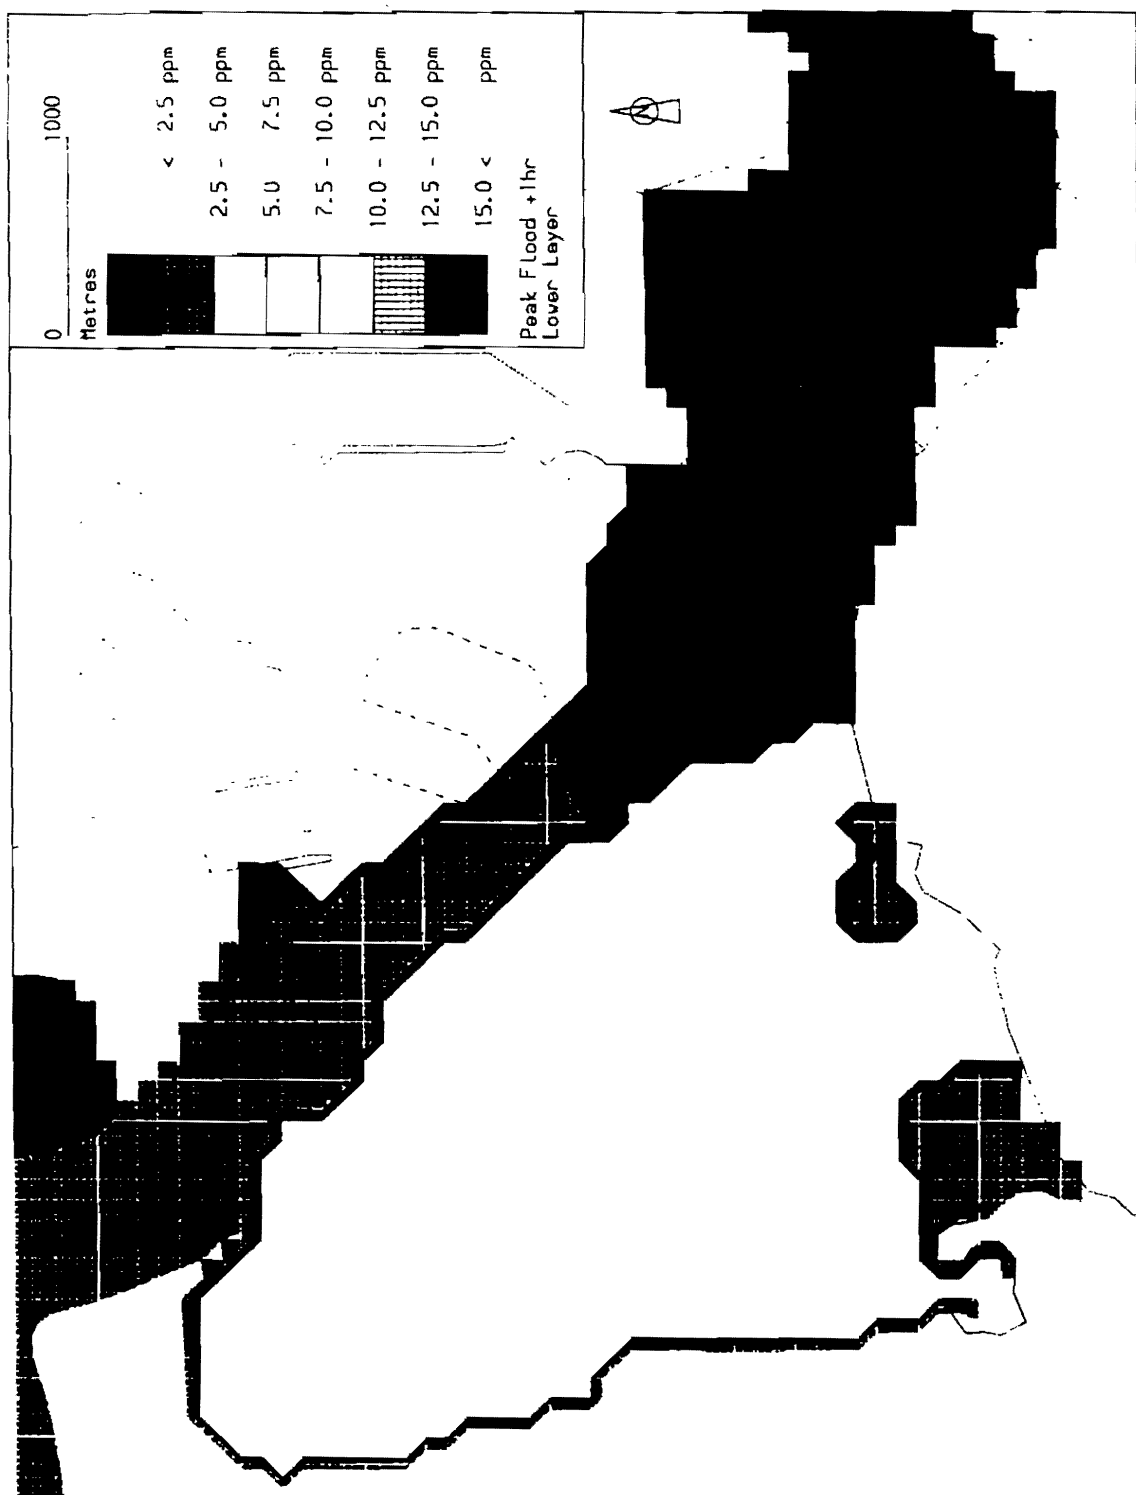 0 1000
Metres
< 2.5 ppm
2.5 - 5.0 ppm
5.0 7.5 ppm
7.5 - 10.0 ppm
10.0 - 12.5 ppm
12.5 - 15.0 ppm
15.0 < ppm
Peak Flood +1hr
Lower Layer
N